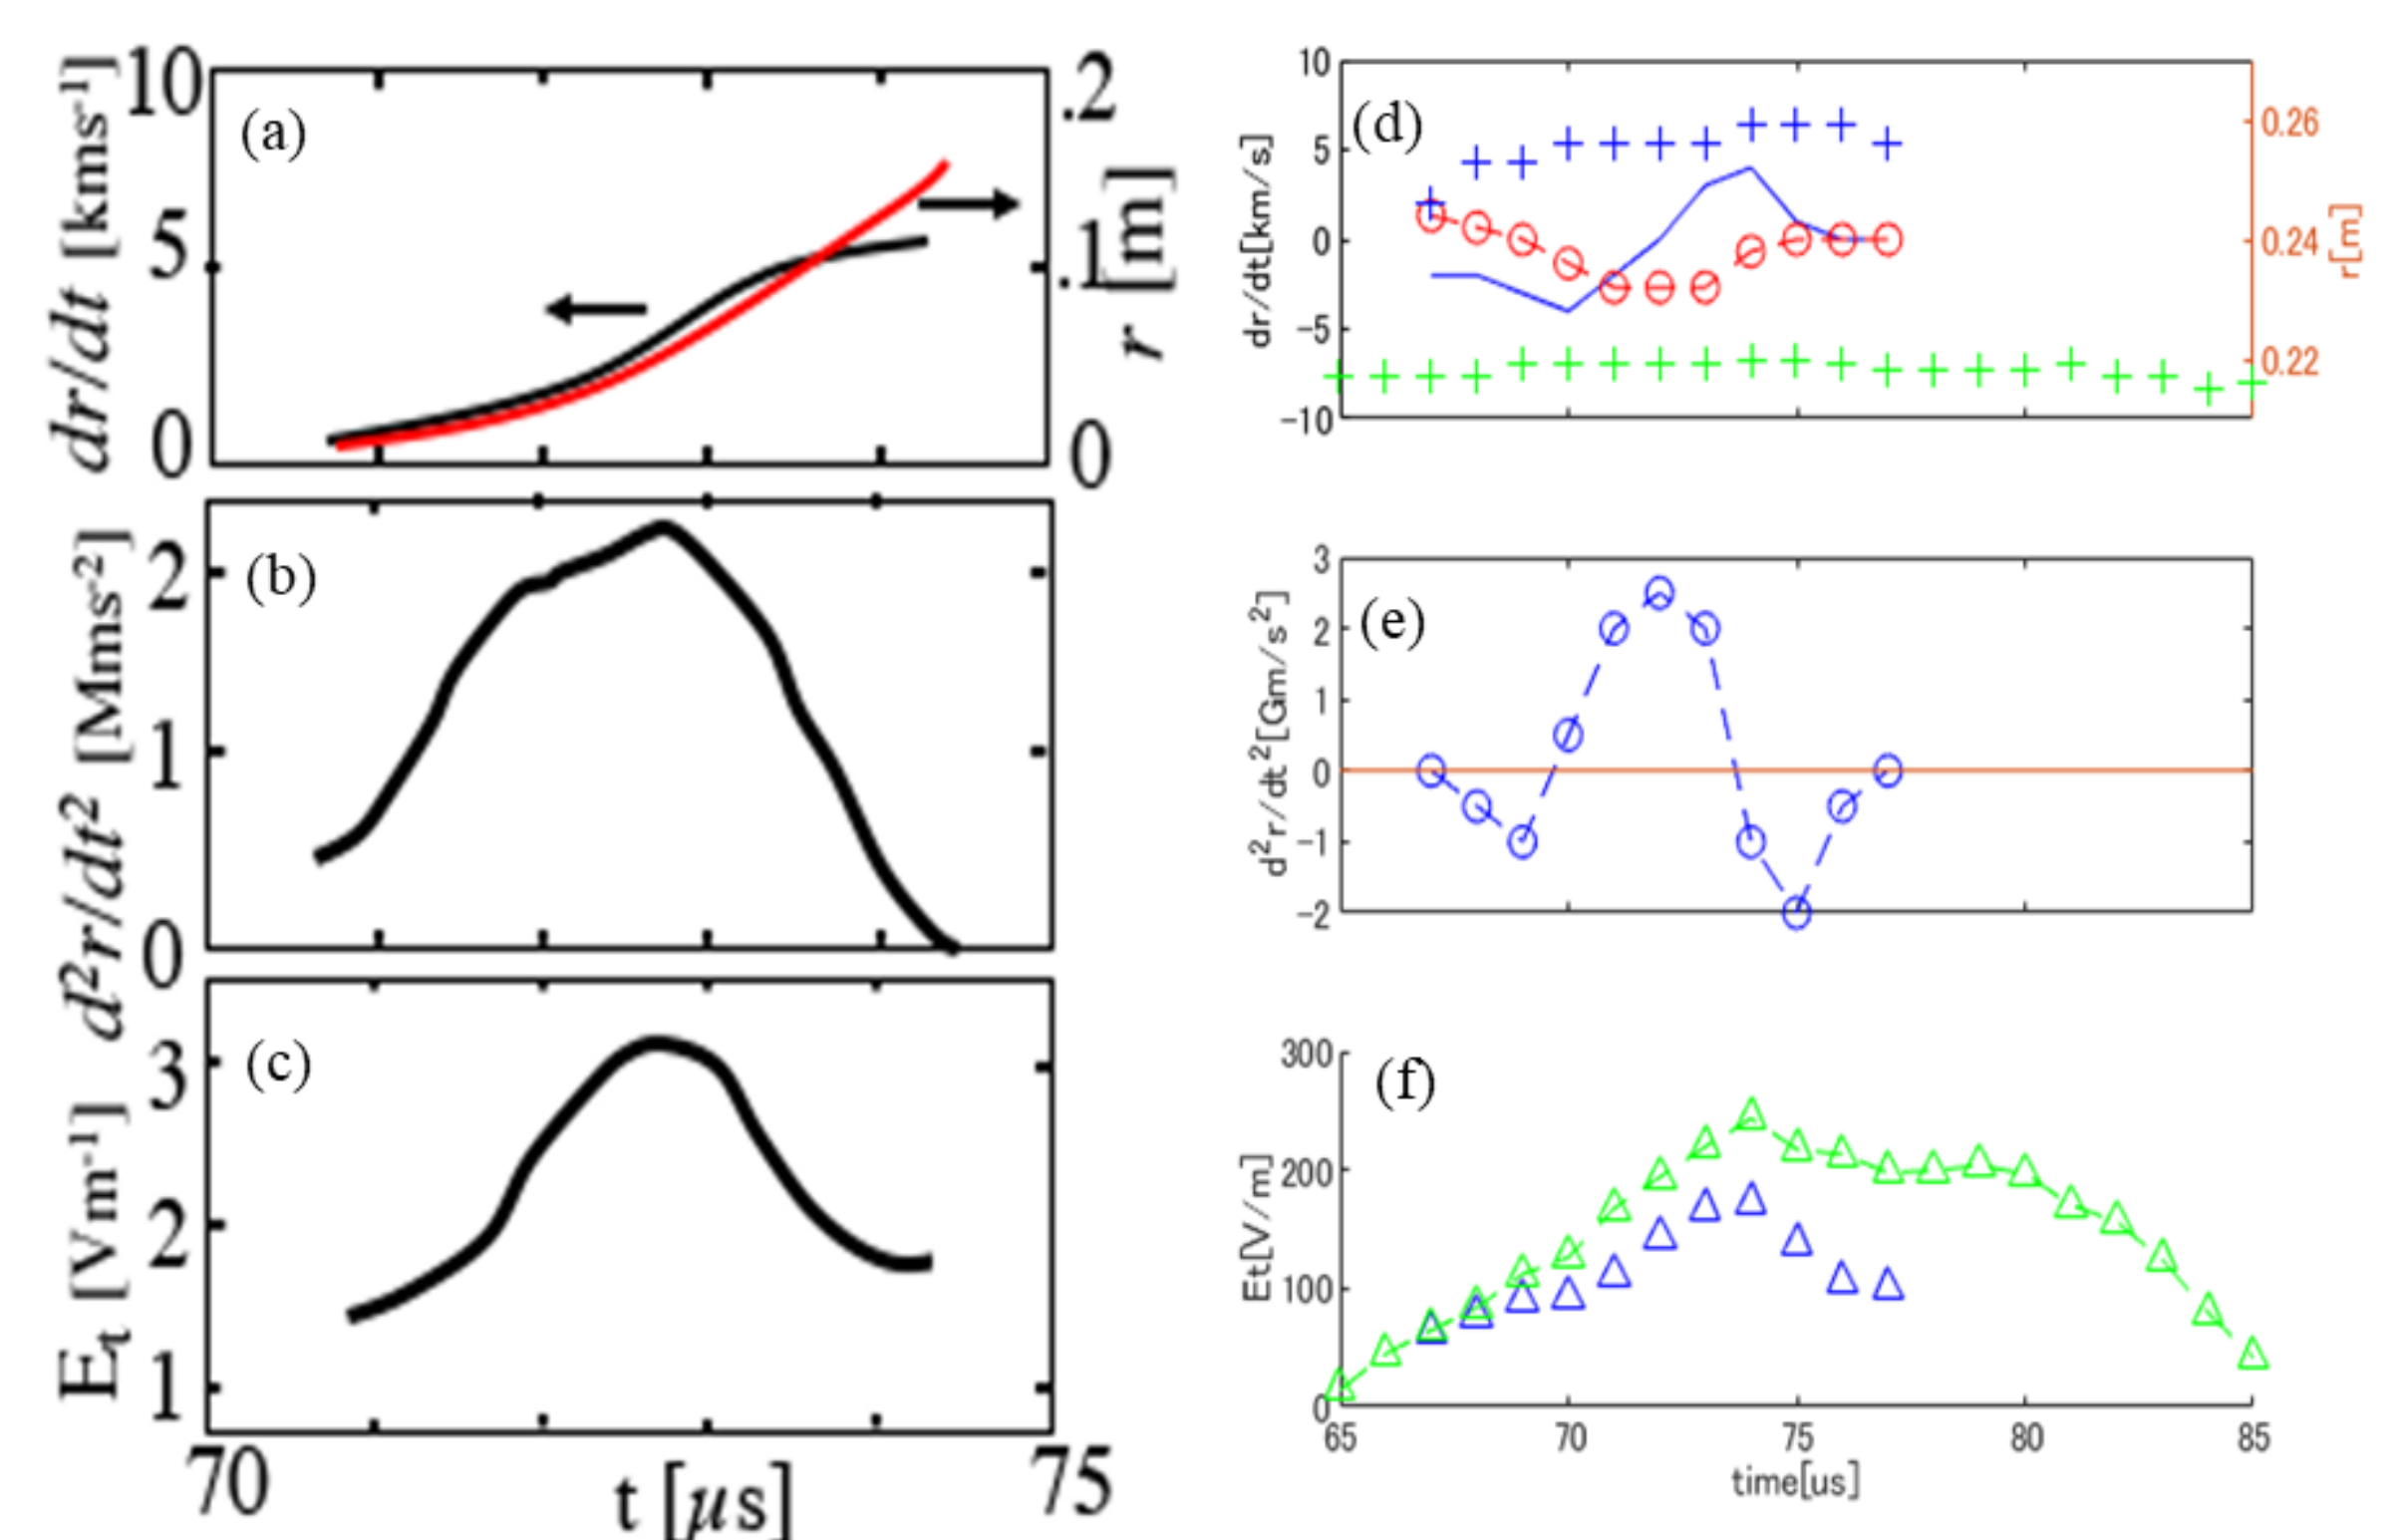 (a)
dr/dt [kms⁻¹]
10
5
0
.2
.1
0
r [m]
(b)
d²r/dt² [Mms⁻²]
2
1
0
(c)
Eₜ [Vm⁻¹]
3
2
1
70
75
t [μs]
(d)
dr/dt[km/s]
10
5
0
−5
−10
0.26
0.24
0.22
r[m]
(e)
d²r/dt²[Gm/s²]
3
2
1
0
−1
−2
(f)
Et[V/m]
300
200
100
0
65 70 75 80 85
time[us]